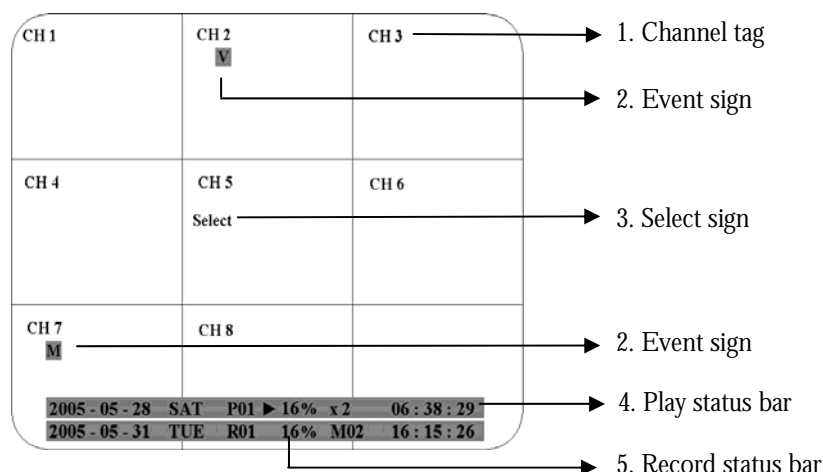 CH 1 CH 2 CH 3 1. Channel tag
V
2. Event sign
CH 4 CH 5 CH 6
Select 3. Select sign
CH 7 CH 8
M 2. Event sign
2005 - 05 - 28 SAT P01 ▶ 16% x 2 06 : 38 : 29 4. Play status bar
2005 - 05 - 31 TUE R01 16% M02 16 : 15 : 26
5. Record status bar